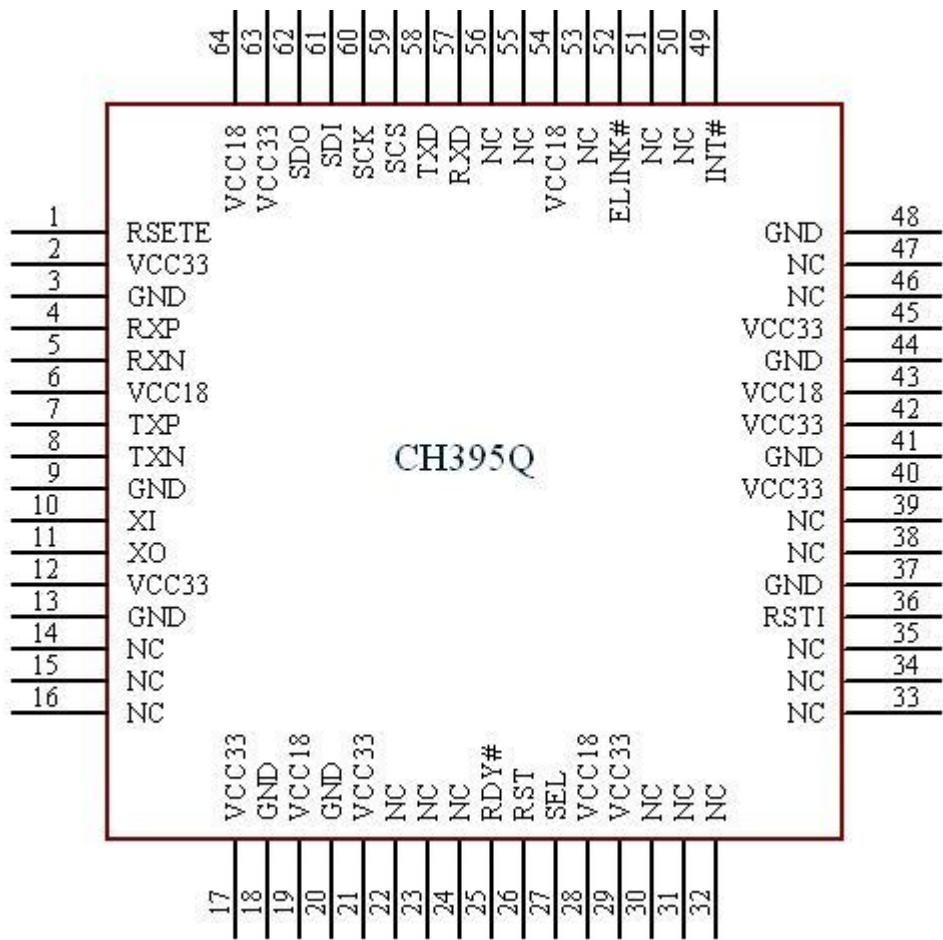 64 63 62 61 60 59 58 57 56 55 54 53 52 51 50 49
VCC18 VCC33 SDO SDI SCK SCS TXD RXD NC NC VCC18 NC ELINK# NC NC INT#
1 RSETE
2 VCC33
3 GND
4 RXP
5 RXN
6 VCC18
7 TXP
8 TXN
9 GND
10 XI
11 XO
12 VCC33
13 GND
14 NC
15 NC
16 NC
CH395Q
GND 48
NC 47
NC 46
VCC33 45
GND 44
VCC18 43
VCC33 42
GND 41
VCC33 40
NC 39
NC 38
GND 37
RSTI 36
NC 35
NC 34
NC 33
VCC33 GND VCC18 GND VCC33 NC NC NC RDY# RST SEL VCC18 VCC33 NC NC NC
17 18 19 20 21 22 23 24 25 26 27 28 29 30 31 32